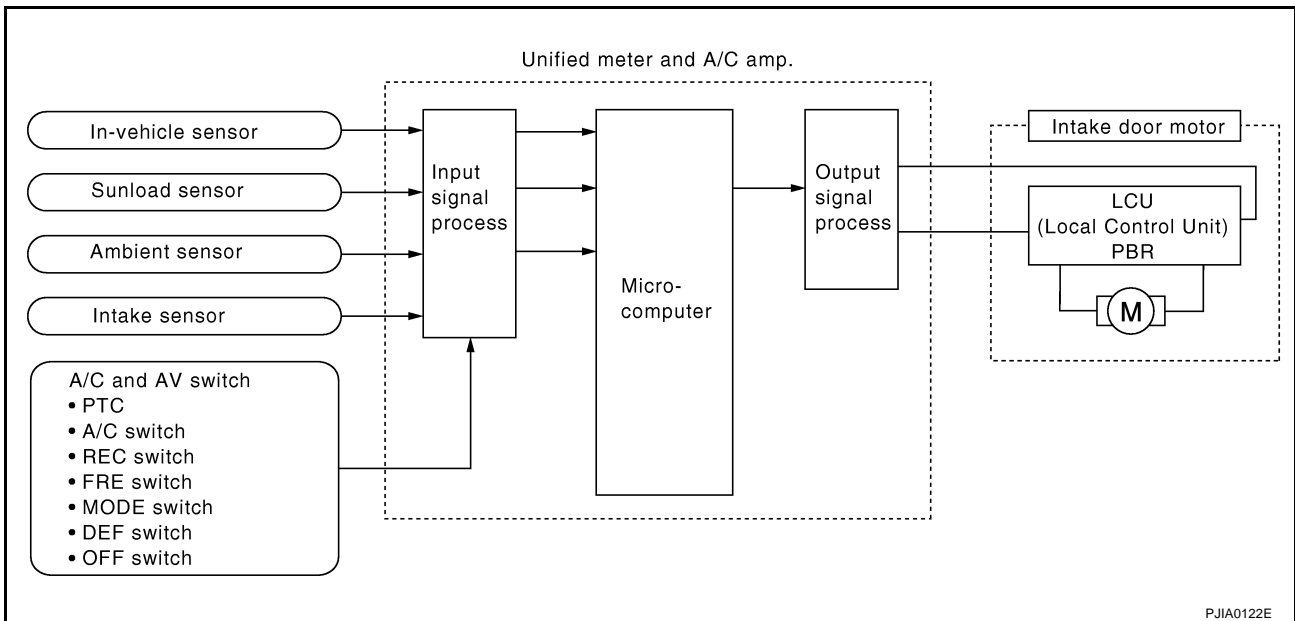 Unified meter and A/C amp.
In-vehicle sensor
Sunload sensor
Ambient sensor
Intake sensor
A/C and AV switch
• PTC
• A/C switch
• REC switch
• FRE switch
• MODE switch
• DEF switch
• OFF switch
Input
signal
process
Micro-
computer
Output
signal
process
Intake door motor
LCU
(Local Control Unit)
PBR
M
PJIA0122E